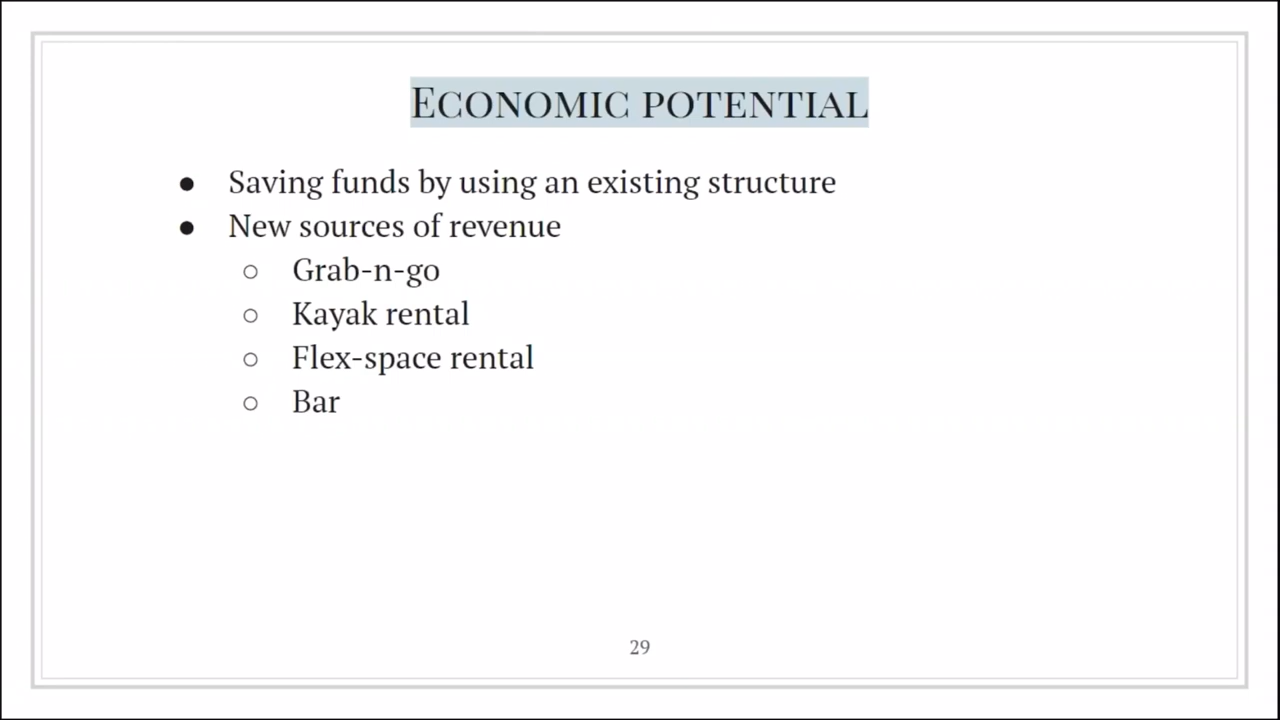 Economic potential
● Saving funds by using an existing structure
● New sources of revenue
○ Grab-n-go
○ Kayak rental
○ Flex-space rental
○ Bar
29